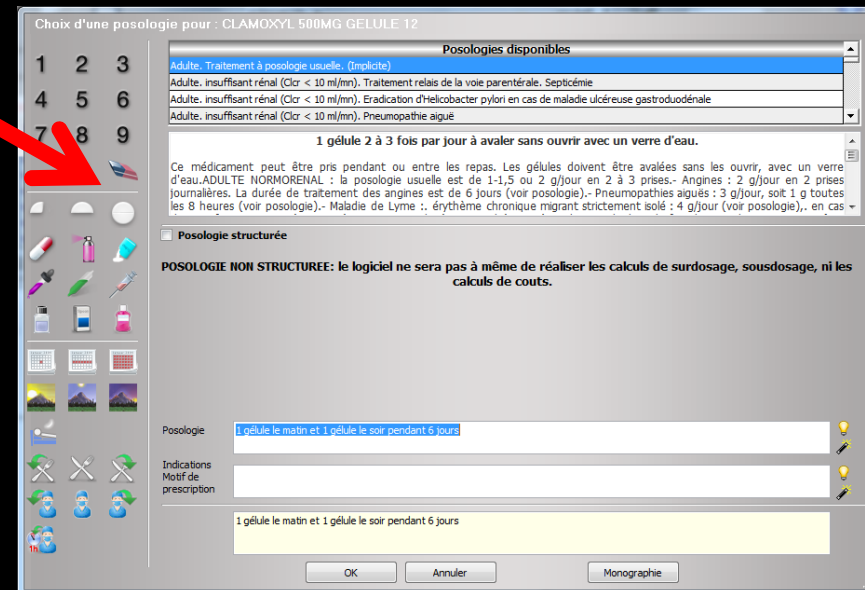 Choix d'une posologie pour : CLAMOXYL 500MG GELULE 12
1 2 3
4 5 6
7 8 9
Posologies disponibles
Adulte. Traitement à posologie usuelle. (Implicite)
Adulte. insuffisant rénal (Clcr < 10 ml/mn). Traitement relais de la voie parentérale. Septicémie
Adulte. insuffisant rénal (Clcr < 10 ml/mn). Eradication d'Helicobacter pylori en cas de maladie ulcéreuse gastroduodénale
Adulte. insuffisant rénal (Clcr < 10 ml/mn). Pneumopathie aiguë
1 gélule 2 à 3 fois par jour à avaler sans ouvrir avec un verre d'eau.
Ce médicament peut être pris pendant ou entre les repas. Les gélules doivent être avalées sans les ouvrir, avec un verre
d'eau.ADULTE NORMORENAL : la posologie usuelle est de 1-1,5 ou 2 g/jour en 2 à 3 prises.- Angines : 2 g/jour en 2 prises
journalières. La durée de traitement des angines est de 6 jours (voir posologie).- Pneumopathies aiguës : 3 g/jour, soit 1 g toutes
les 8 heures (voir posologie).- Maladie de Lyme :. érythème chronique migrant strictement isolé : 4 g/jour (voir posologie),. en cas
Posologie structurée
POSOLOGIE NON STRUCTUREE: le logiciel ne sera pas à même de réaliser les calculs de surdosage, sousdosage, ni les
calculs de couts.
Posologie
1 gélule le matin et 1 gélule le soir pendant 6 jours
Indications
Motif de
prescription
1 gélule le matin et 1 gélule le soir pendant 6 jours
1h
OK Annuler Monographie